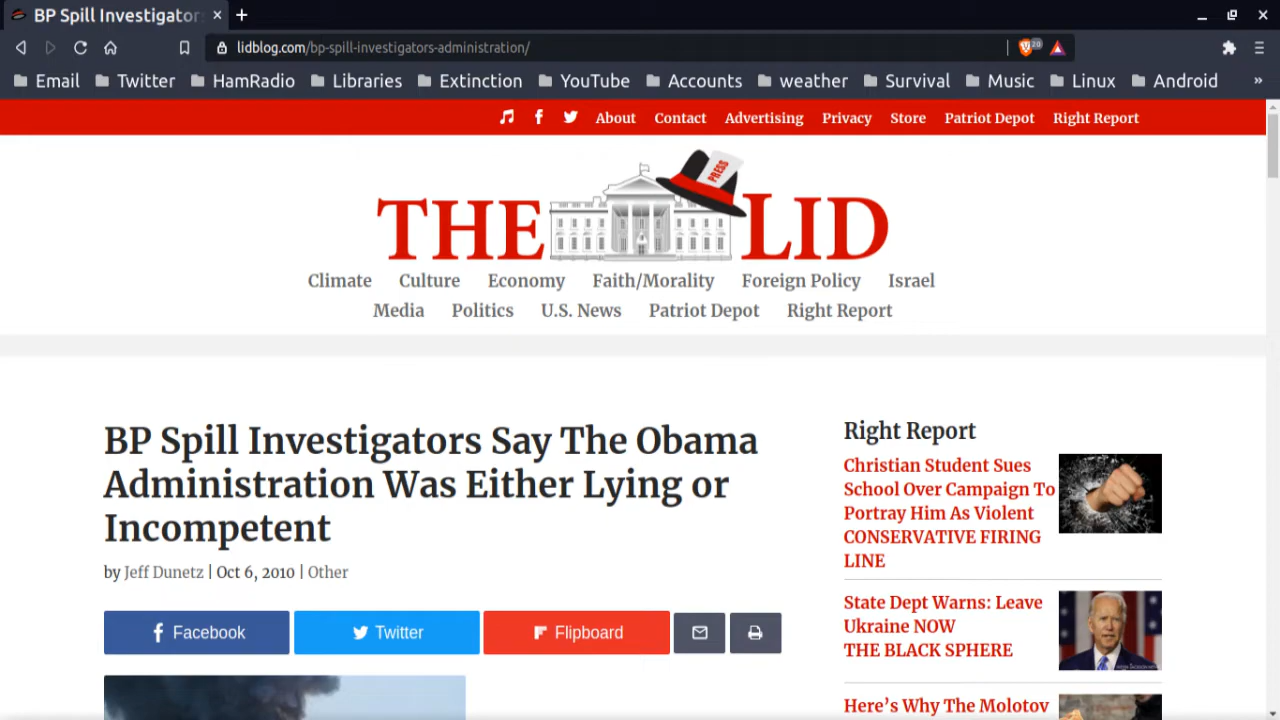 BP Spill Investigators
lidblog.com/bp-spill-investigators-administration/
20
Email Twitter HamRadio Libraries Extinction YouTube Accounts weather Survival Music Linux Android »
About Contact Advertising Privacy Store Patriot Depot Right Report
PRESS
THE LID
Climate Culture Economy Faith/Morality Foreign Policy Israel
Media Politics U.S. News Patriot Depot Right Report
BP Spill Investigators Say The Obama
Administration Was Either Lying or
Incompetent
by Jeff Dunetz | Oct 6, 2010 | Other
Facebook Twitter Flipboard
Right Report
Christian Student Sues
School Over Campaign To
Portray Him As Violent
CONSERVATIVE FIRING
LINE
State Dept Warns: Leave
Ukraine NOW
THE BLACK SPHERE
Here’s Why The Molotov